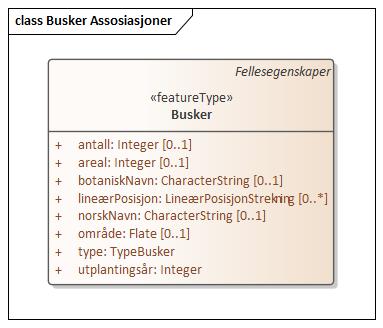 class Busker Assosiasjoner
Fellesegenskaper
«featureType»
Busker
+ antall: Integer [0..1]
+ areal: Integer [0..1]
+ botaniskNavn: CharacterString [0..1]
+ lineærPosisjon: LineærPosisjonStrekning [0..*]
+ norskNavn: CharacterString [0..1]
+ område: Flate [0..1]
+ type: TypeBusker
+ utplantingsår: Integer